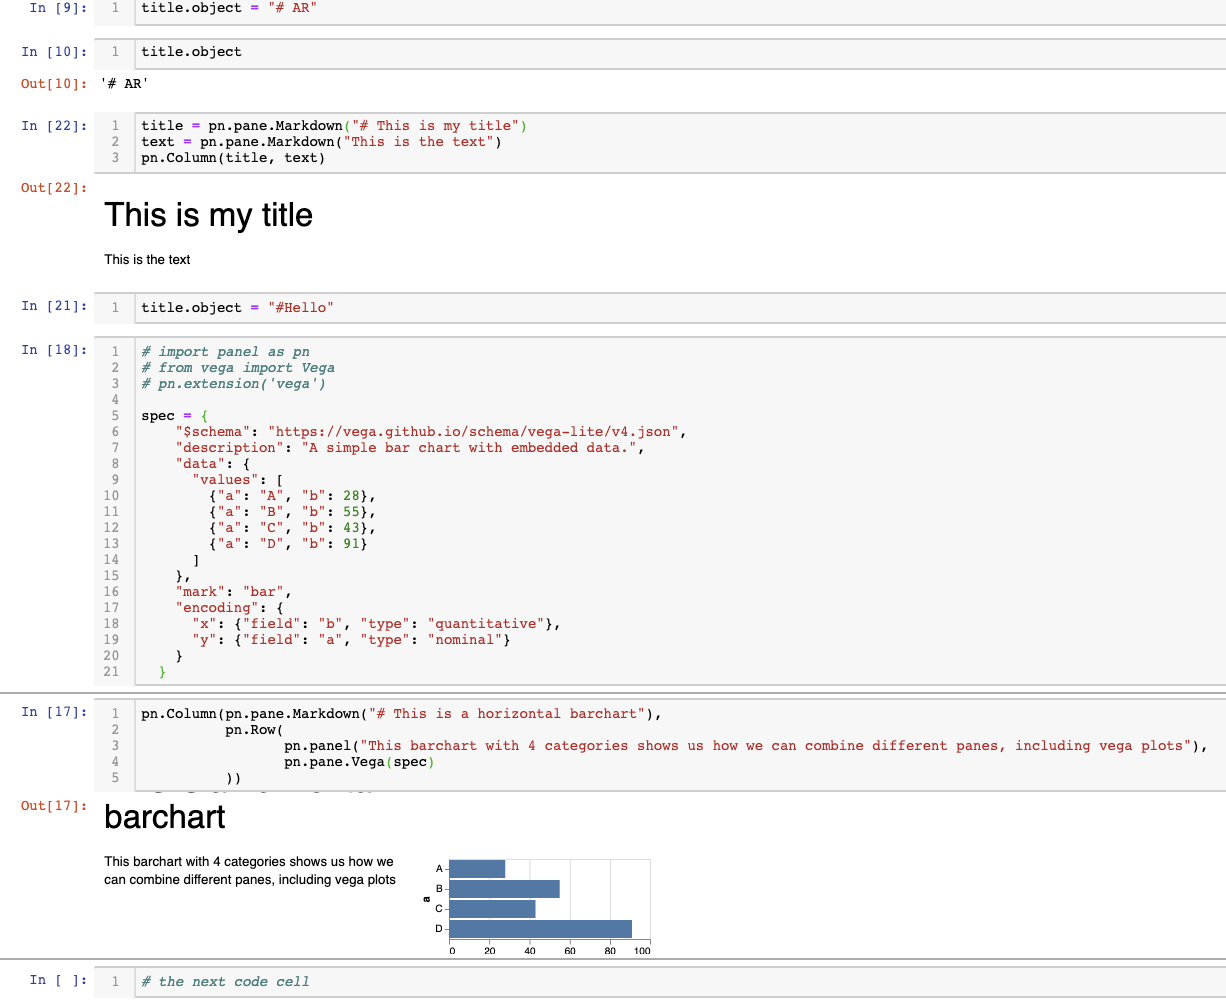 In [9]: 1 title.object = "# AR"
In [10]: 1 title.object
Out[10]: '# AR'
In [22]: 1 title = pn.pane.Markdown("# This is my title")
2 text = pn.pane.Markdown("This is the text")
3 pn.Column(title, text)
Out[22]:
This is my title
This is the text
In [21]: 1 title.object = "#Hello"
In [18]: 1 # import panel as pn
2 # from vega import Vega
3 # pn.extension('vega')
4
5 spec = {
6 "$schema": "https://vega.github.io/schema/vega-lite/v4.json",
7 "description": "A simple bar chart with embedded data.",
8 "data": {
9 "values": [
10 {"a": "A", "b": 28},
11 {"a": "B", "b": 55},
12 {"a": "C", "b": 43},
13 {"a": "D", "b": 91}
14 ]
15 },
16 "mark": "bar",
17 "encoding": {
18 "x": {"field": "b", "type": "quantitative"},
19 "y": {"field": "a", "type": "nominal"}
20 }
21 }
In [17]: 1 pn.Column(pn.pane.Markdown("# This is a horizontal barchart"),
2 pn.Row(
3 pn.panel("This barchart with 4 categories shows us how we can combine different panes, including vega plots"),
4 pn.pane.Vega(spec)
5 ))
Out[17]:
barchart
This barchart with 4 categories shows us how we
can combine different panes, including vega plots
A
B
a
C
D
0 20 40 60 80 100
In [ ]: 1 # the next code cell